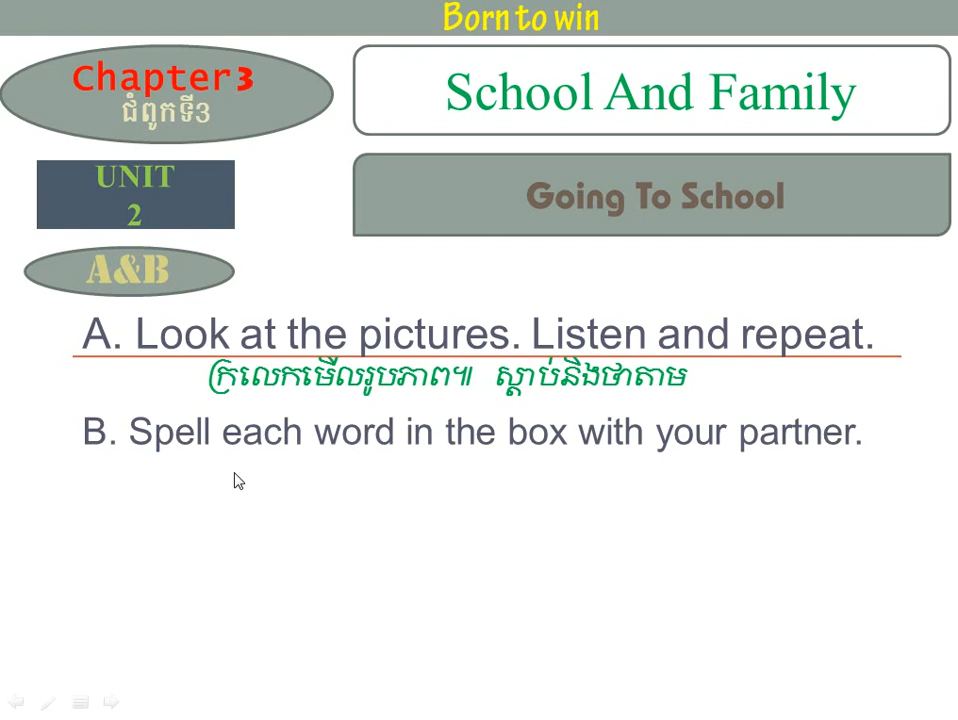 Born to win
Chapter3
ជំពូកទី3
School And Family
UNIT
2
Going To School
A&B
A. Look at the pictures. Listen and repeat.
ក្រលេកមើលរូបភាព៕ ស្តាប់និងថាតាម
B. Spell each word in the box with your partner.